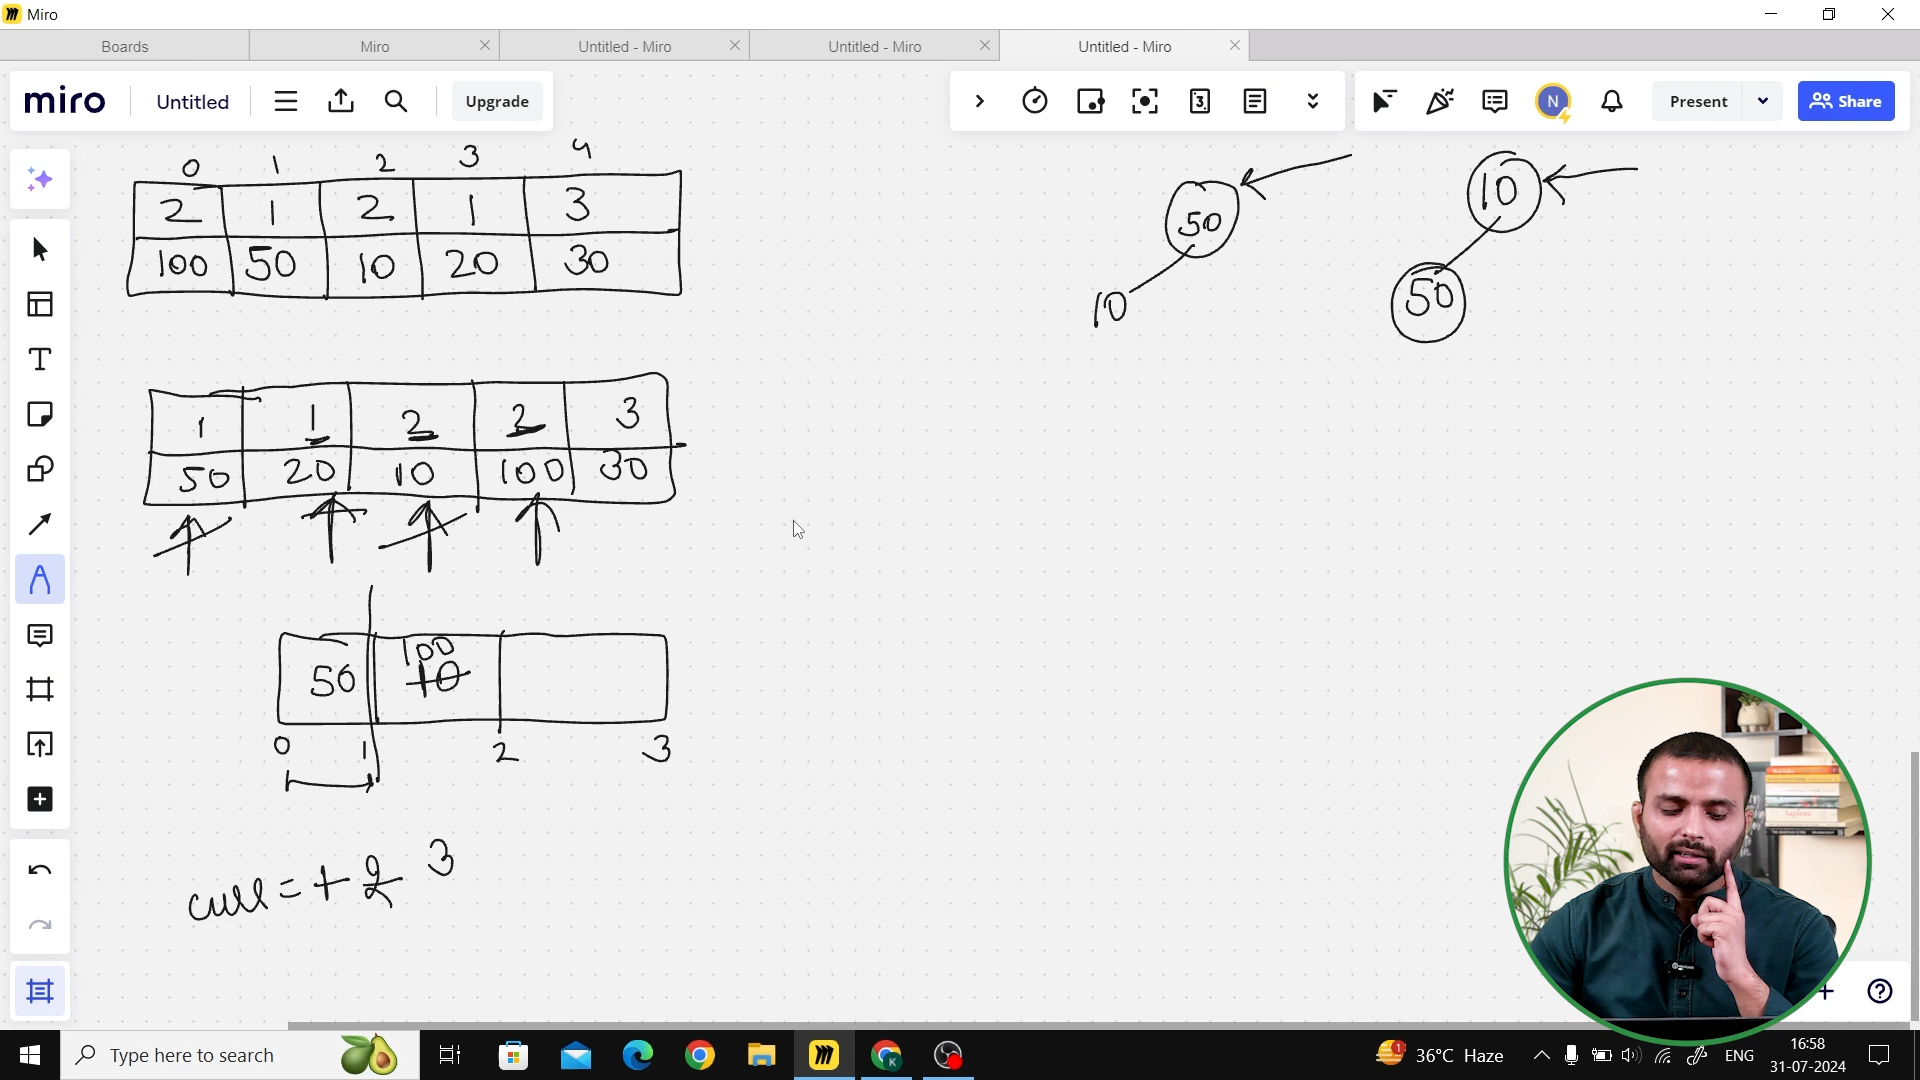 Miro
Boards
Miro
Untitled - Miro
Untitled - Miro
Untitled - Miro
miro
Untitled
Upgrade
3
N
Present
Share
0 1 2 3 4
2 1 2 1 3
100 50 10 20 30
50
10
10
50
1 1 2 2 3
50 20 10 100 30
100
50 10
0 1 2 3
curr = + 2 3
Type here to search
K
1
36°C Haze
ENG
16:58
31-07-2024